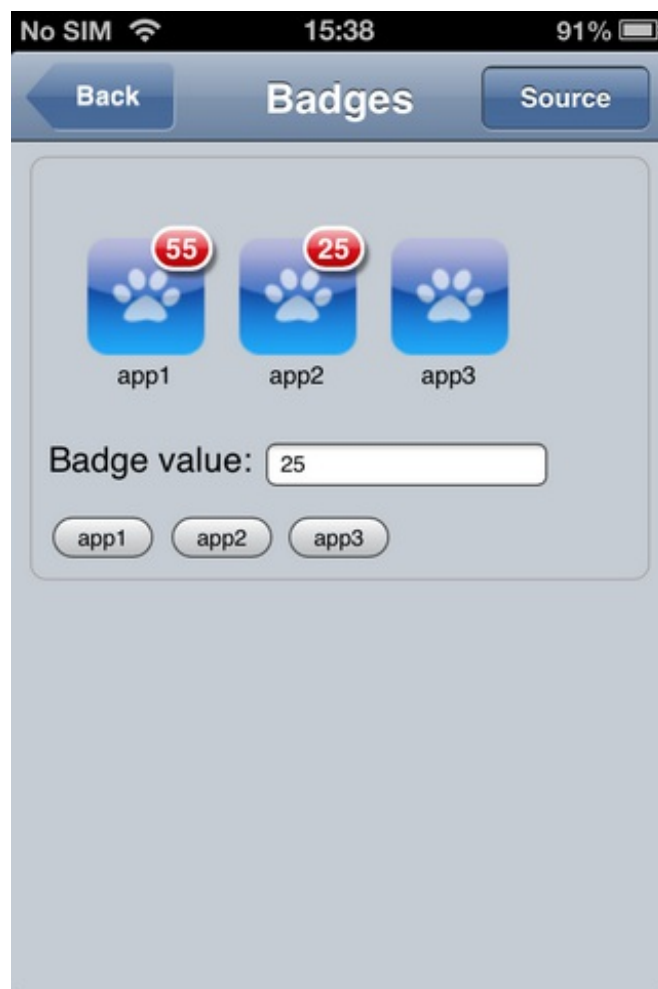 No SIM 15:38 91%
Back Badges Source
55 25
app1 app2 app3
Badge value: 25
app1 app2 app3